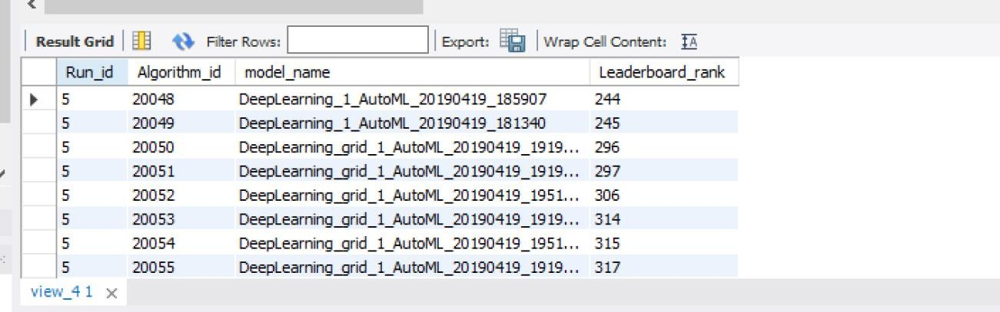 Result Grid Filter Rows: Export: Wrap Cell Content: IA
Run_id Algorithm_id model_name Leaderboard_rank
5 20048 DeepLearning_1_AutoML_20190419_185907 244
5 20049 DeepLearning_1_AutoML_20190419_181340 245
5 20050 DeepLearning_grid_1_AutoML_20190419_1919... 296
5 20051 DeepLearning_grid_1_AutoML_20190419_1919... 297
5 20052 DeepLearning_grid_1_AutoML_20190419_1951... 306
5 20053 DeepLearning_grid_1_AutoML_20190419_1919... 314
5 20054 DeepLearning_grid_1_AutoML_20190419_1951... 315
5 20055 DeepLearning_grid_1_AutoML_20190419_1919... 317
view_4 1